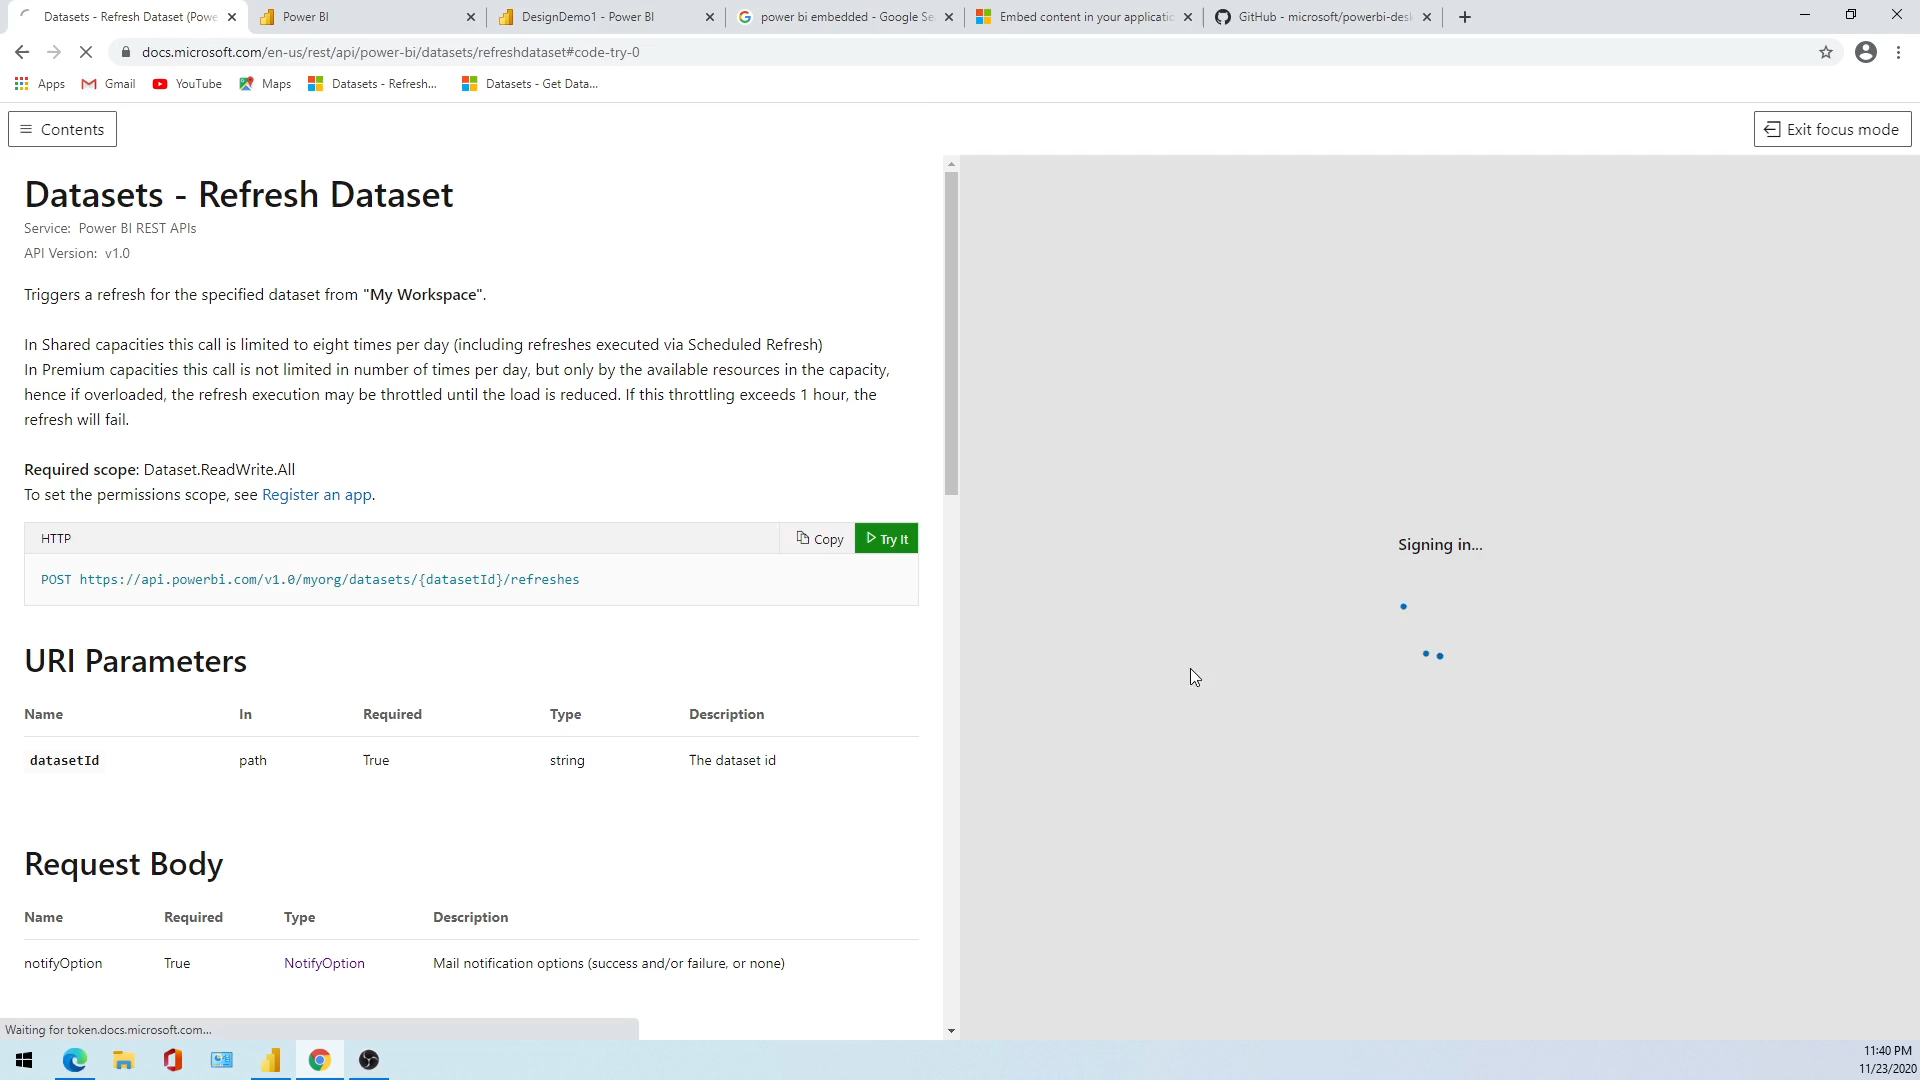 Datasets - Refresh Dataset (Powe
Power BI
DesignDemo1 - Power BI
power bi embedded - Google Se
Embed content in your applicatio
GitHub - microsoft/powerbi-desk
docs.microsoft.com/en-us/rest/api/power-bi/datasets/refreshdataset#code-try-0
Apps
Gmail
YouTube
Maps
Datasets - Refresh...
Datasets - Get Data...
Contents
Exit focus mode
Datasets - Refresh Dataset
Service: Power BI REST APIs
API Version: v1.0
Triggers a refresh for the specified dataset from "My Workspace".
In Shared capacities this call is limited to eight times per day (including refreshes executed via Scheduled Refresh)
In Premium capacities this call is not limited in number of times per day, but only by the available resources in the capacity,
hence if overloaded, the refresh execution may be throttled until the load is reduced. If this throttling exceeds 1 hour, the
refresh will fail.
Required scope: Dataset.ReadWrite.All
To set the permissions scope, see Register an app.
HTTP
Copy
Try It
POST https://api.powerbi.com/v1.0/myorg/datasets/{datasetId}/refreshes
Signing in...
URI Parameters
Name In Required Type Description
datasetId path True string The dataset id
Request Body
Name Required Type Description
notifyOption True NotifyOption Mail notification options (success and/or failure, or none)
Waiting for token.docs.microsoft.com...
11:40 PM
11/23/2020